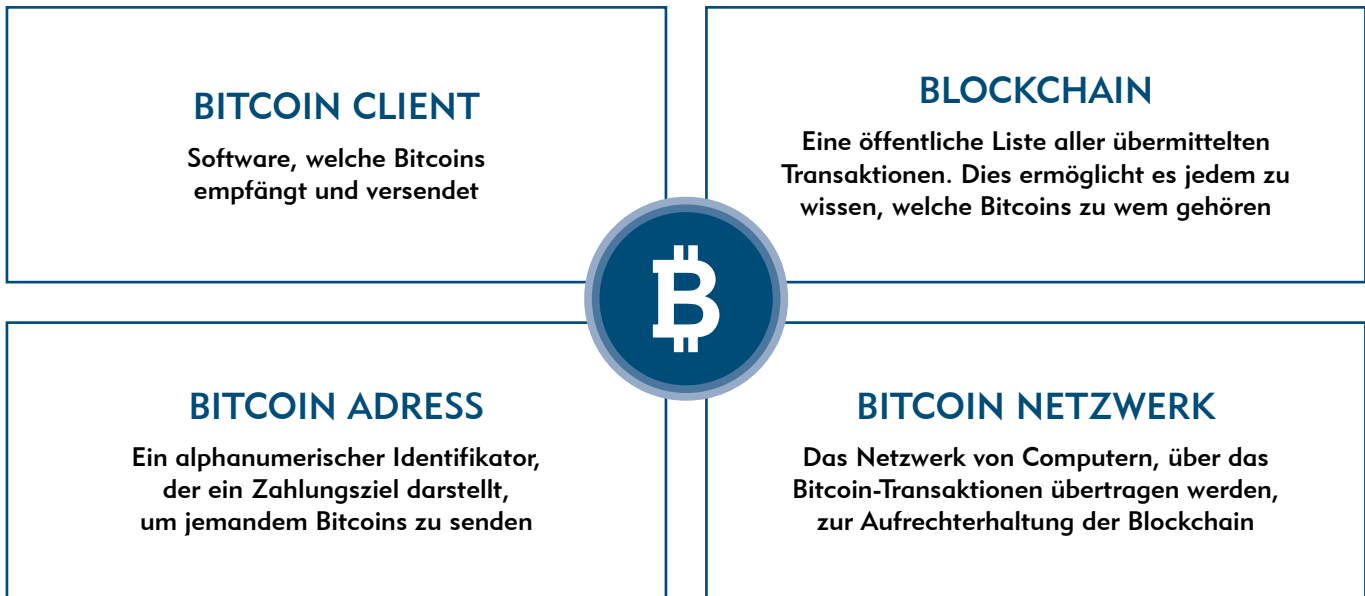 BITCOIN CLIENT
Software, welche Bitcoins
empfängt und versendet
BLOCKCHAIN
Eine öffentliche Liste aller übermittelten
Transaktionen. Dies ermöglicht es jedem zu
wissen, welche Bitcoins zu wem gehören
BITCOIN ADRESS
Ein alphanumerischer Identifikator,
der ein Zahlungsziel darstellt,
um jemandem Bitcoins zu senden
BITCOIN NETZWERK
Das Netzwerk von Computern, über das
Bitcoin-Transaktionen übertragen werden,
zur Aufrechterhaltung der Blockchain